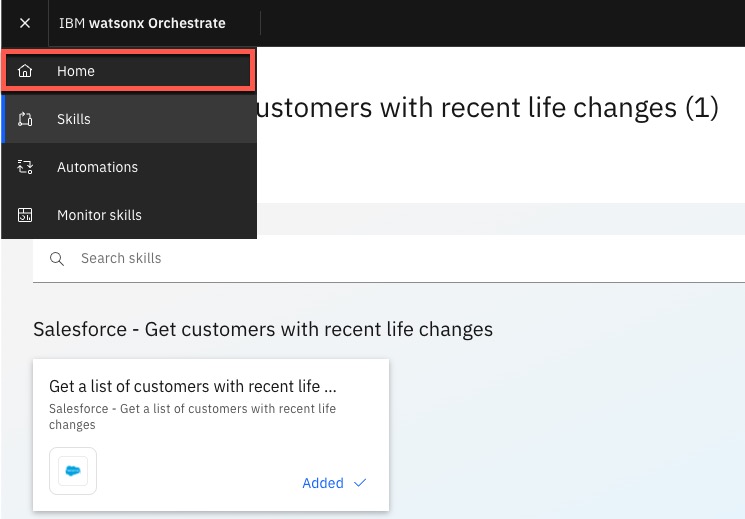 IBM watsonx Orchestrate
Home
ustomers with recent life changes (1)
Skills
Automations
Monitor skills
Search skills
Salesforce - Get customers with recent life changes
Get a list of customers with recent life ...
Salesforce - Get a list of customers with recent life
changes
Added